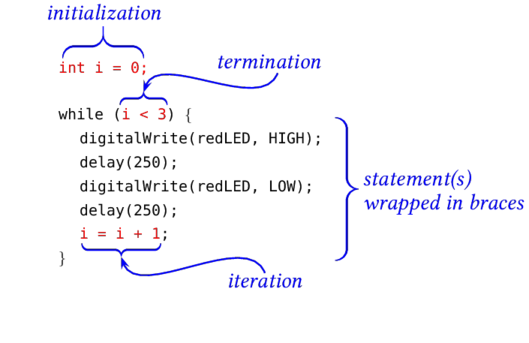 initialization
int i = 0;
termination
while (i < 3) {
digitalWrite(redLED, HIGH);
delay(250);
digitalWrite(redLED, LOW);
delay(250);
i = i + 1;
}
statement(s)
wrapped in braces
iteration